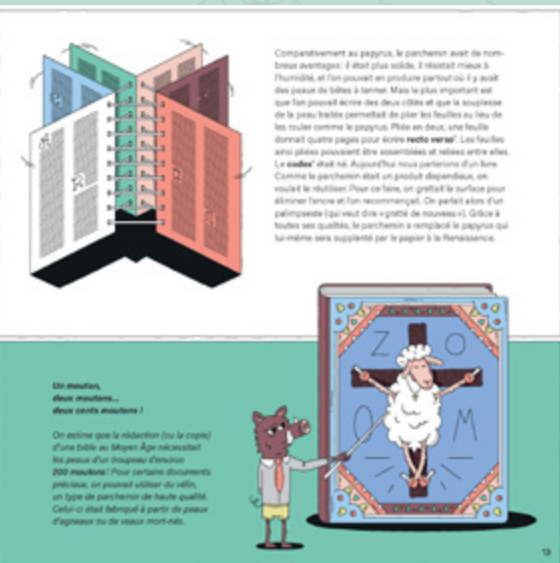 Comparativement au papyrus, le parchemin avait de nom-
breux avantages : il était plus solide, il résistait mieux à
l'humidité, et l'on pouvait en produire partout où il y avait
des peaux de bêtes à tanner. Mais le plus important est
que l'on pouvait écrire des deux côtés et que la souplesse
de la peau traitée permettait de plier les feuilles au lieu de
les rouler comme le papyrus. Pliée en deux, une feuille
donnait quatre pages pour écrire recto verso*. Les feuilles
ainsi pliées pouvaient être assemblées et reliées entre elles.
Le codex* était né. Aujourd'hui nous parlerions d'un livre.
Comme le parchemin était un produit dispendieux, on
voulait le réutiliser. Pour ce faire, on grattait la surface pour
éliminer l'encre et l'on recommençait. On parlait alors d'un
palimpseste (qui veut dire « gratté de nouveau »). Grâce à
toutes ses qualités, le parchemin a remplacé le papyrus qui
lui-même sera supplanté par le papier à la Renaissance.
Z O
O M
Un mouton,
deux moutons...
deux cents moutons !
On estime que la rédaction (ou la copie)
d'une bible au Moyen Âge nécessitait
les peaux d'un troupeau d'environ
200 moutons ! Pour certains documents
précieux, on pouvait utiliser du vélin,
un type de parchemin de haute qualité.
Celui-ci était fabriqué à partir de peaux
d'agneaux ou de veaux mort-nés.
13